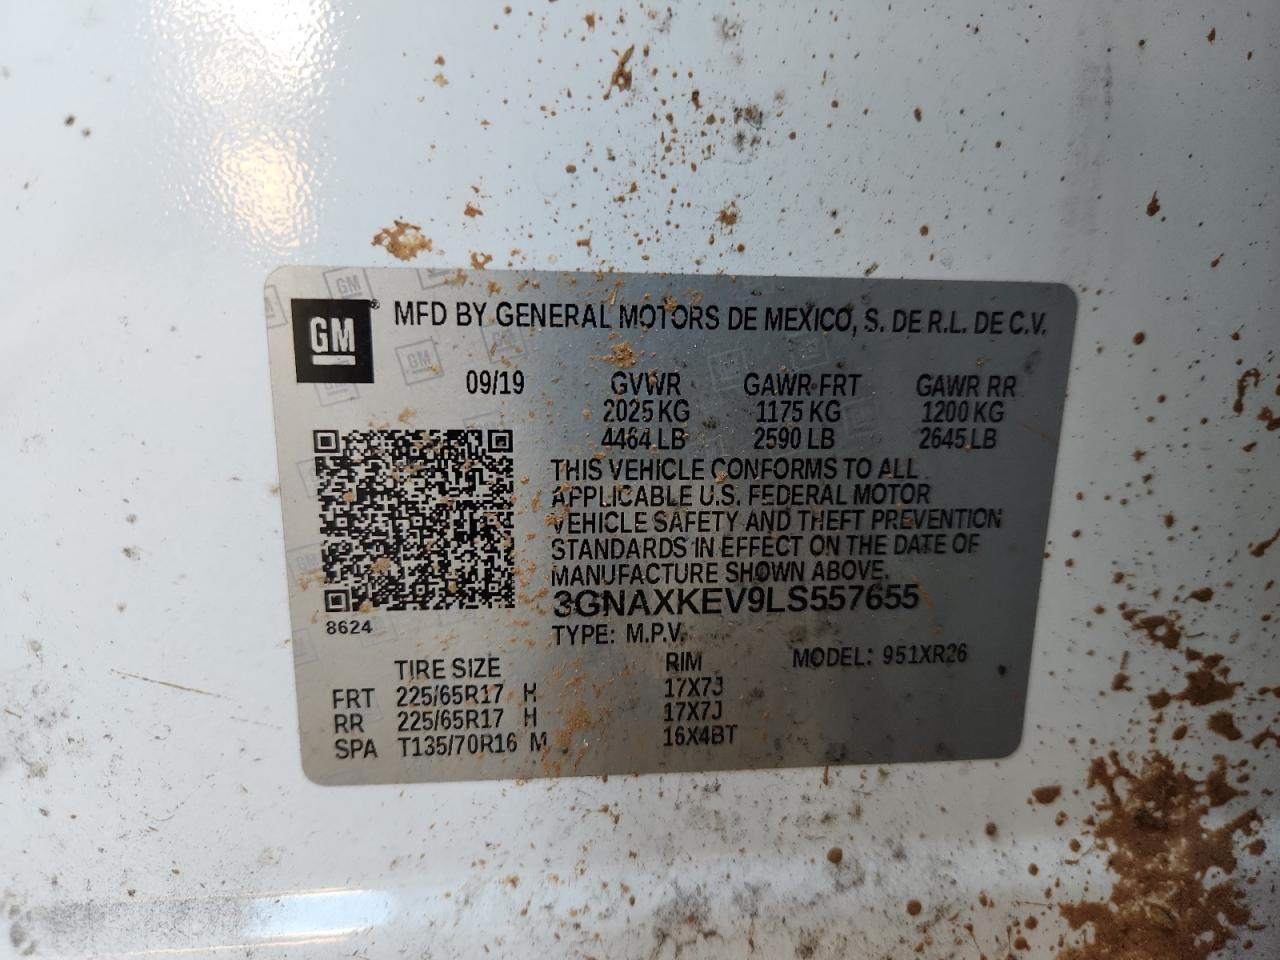 GM ® MFD BY GENERAL MOTORS DE MEXICO, S. DE R.L. DE C.V.
09/19 GVWR GAWR FRT GAWR RR
2025 KG 1175 KG 1200 KG
4464 LB 2590 LB 2645 LB
THIS VEHICLE CONFORMS TO ALL
APPLICABLE U.S. FEDERAL MOTOR
VEHICLE SAFETY AND THEFT PREVENTION
STANDARDS IN EFFECT ON THE DATE OF
MANUFACTURE SHOWN ABOVE.
3GNAXKEV9LS557655
8624 TYPE: M.P.V.
TIRE SIZE RIM MODEL: 951XR26
FRT 225/65R17 H 17X7J
RR 225/65R17 H 17X7J
SPA T135/70R16 M 16X4BT